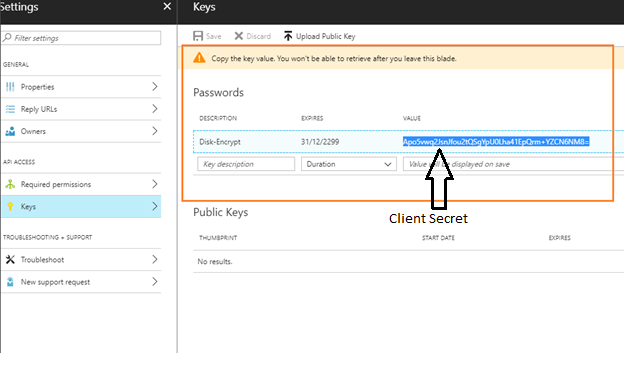 Settings
Filter settings
GENERAL
Properties
Reply URLs
Owners
API ACCESS
Required permissions
Keys
TROUBLESHOOTING + SUPPORT
Troubleshoot
New support request
Keys
Save Discard Upload Public Key
Copy the key value. You won't be able to retrieve after you leave this blade.
Passwords
DESCRIPTION EXPIRES VALUE
Disk-Encrypt 31/12/2299
Key description Duration Value will be displayed on save
Client Secret
Public Keys
THUMBPRINT START DATE EXPIRES
No results.